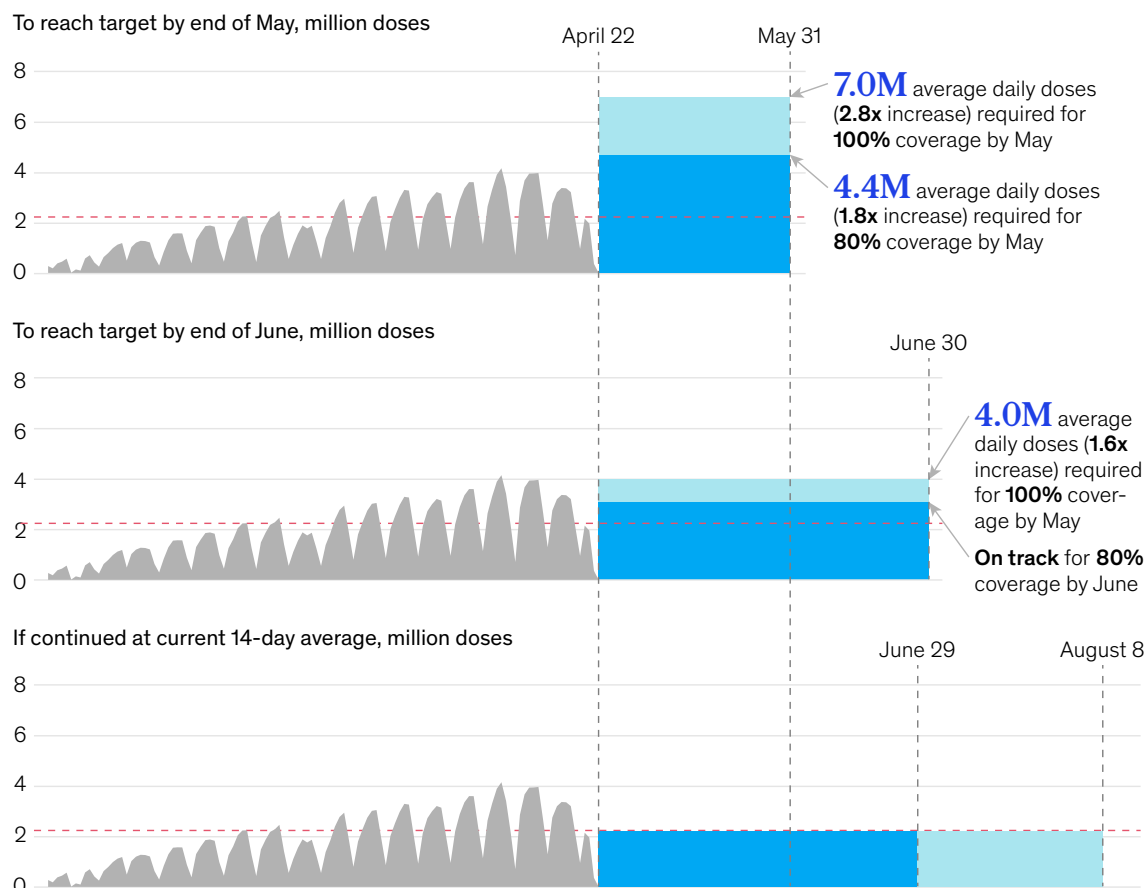 To reach target by end of May, million doses
April 22
May 31
8
6
4
2
0
7.0M average daily doses
(2.8x increase) required for
100% coverage by May
4.4M average daily doses
(1.8x increase) required for
80% coverage by May
To reach target by end of June, million doses
June 30
8
6
4
2
0
4.0M average
daily doses (1.6x
increase) required
for 100% cover-
age by May
On track for 80%
coverage by June
If continued at current 14-day average, million doses
June 29
August 8
8
6
4
2
0